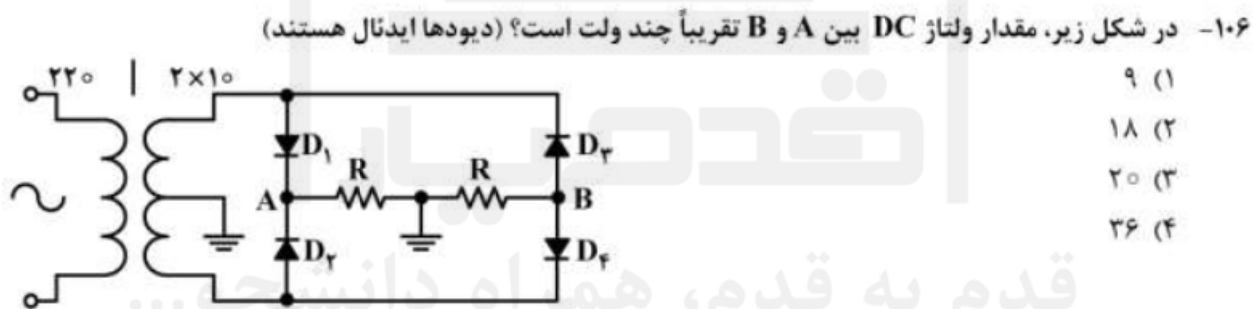 ۱۰۶- در شکل زیر، مقدار ولتاژ DC بین A و B تقریباً چند ولت است؟ (دیودها ایدئال هستند)
۱) ۹
۲) ۱۸
۳) ۲۰
۴) ۳۶
۲۲۰ | ۲×۱۰
D۱ R R D۳
A B
D۲ D۴
قدمیار
قدم به قدم، همراه دانشجو...